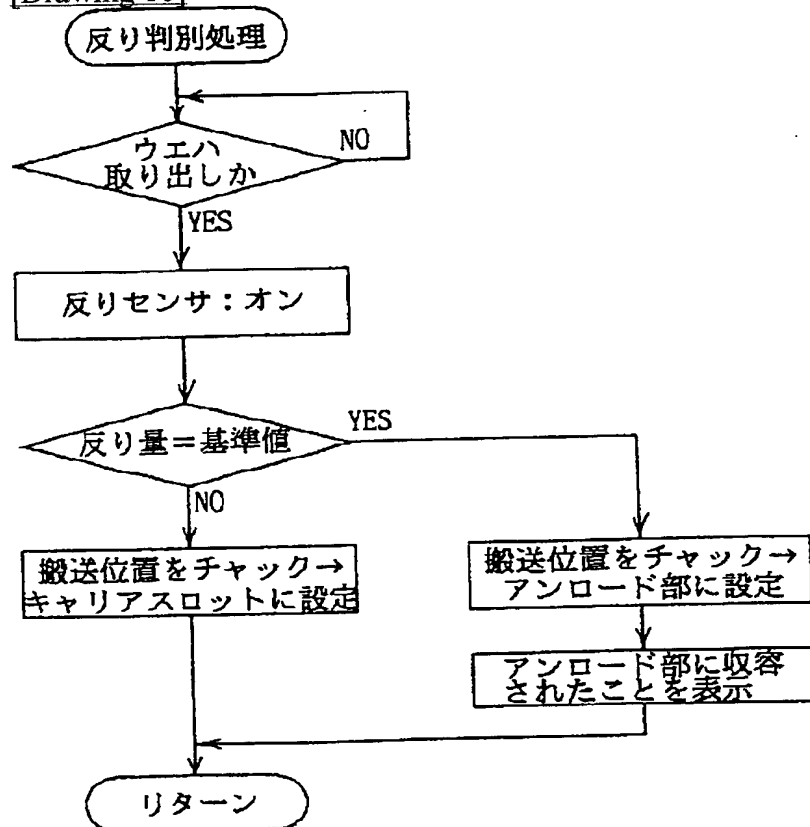 反り判別処理
ウエハ
取り出しか
NO
YES
反りセンサ：オン
反り量＝基準値
YES
NO
搬送位置をチャック→
キャリアスロットに設定
搬送位置をチャック→
アンロード部に設定
アンロード部に収容
されたことを表示
リターン